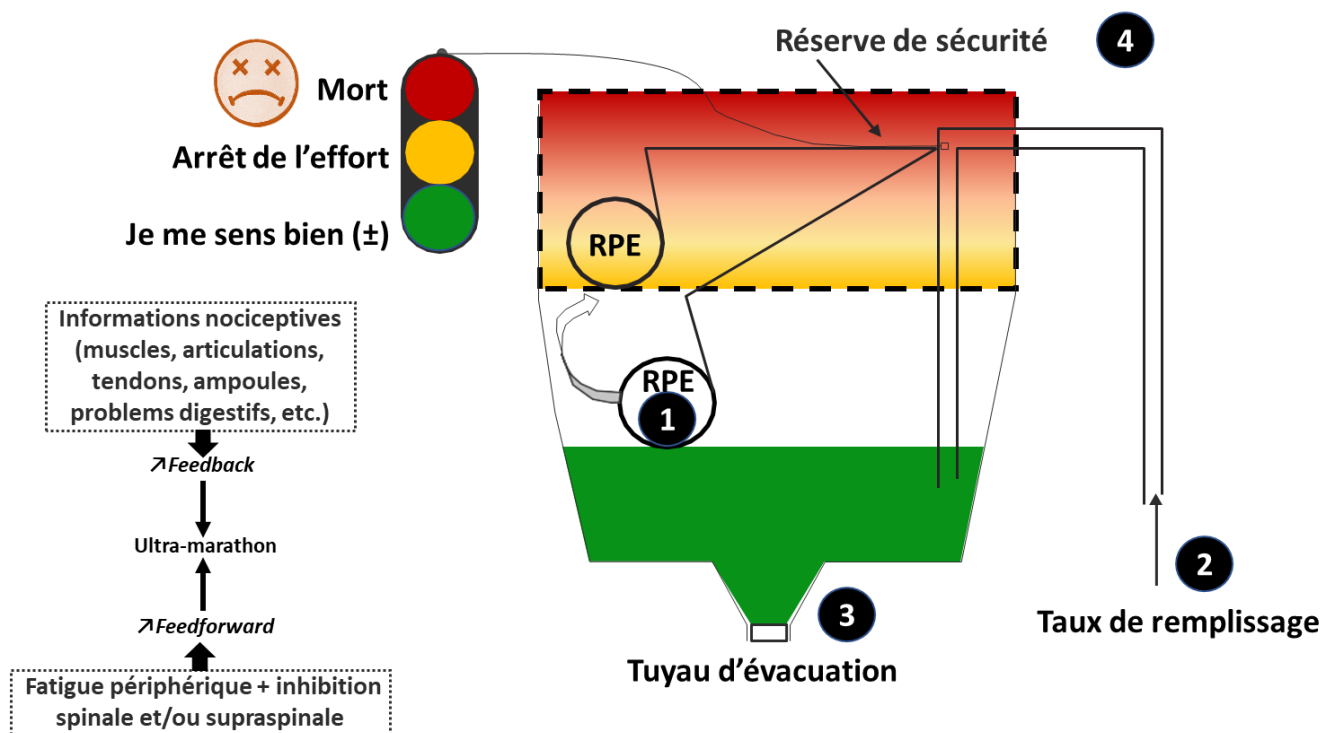 Réserve de sécurité
4
Mort
Arrêt de l’effort
Je me sens bien (±)
RPE
RPE
1
Informations nociceptives
(muscles, articulations,
tendons, ampoules,
problems digestifs, etc.)
↗Feedback
Ultra-marathon
↗Feedforward
Fatigue périphérique + inhibition
spinale et/ou supraspinale
2
Taux de remplissage
3
Tuyau d’évacuation